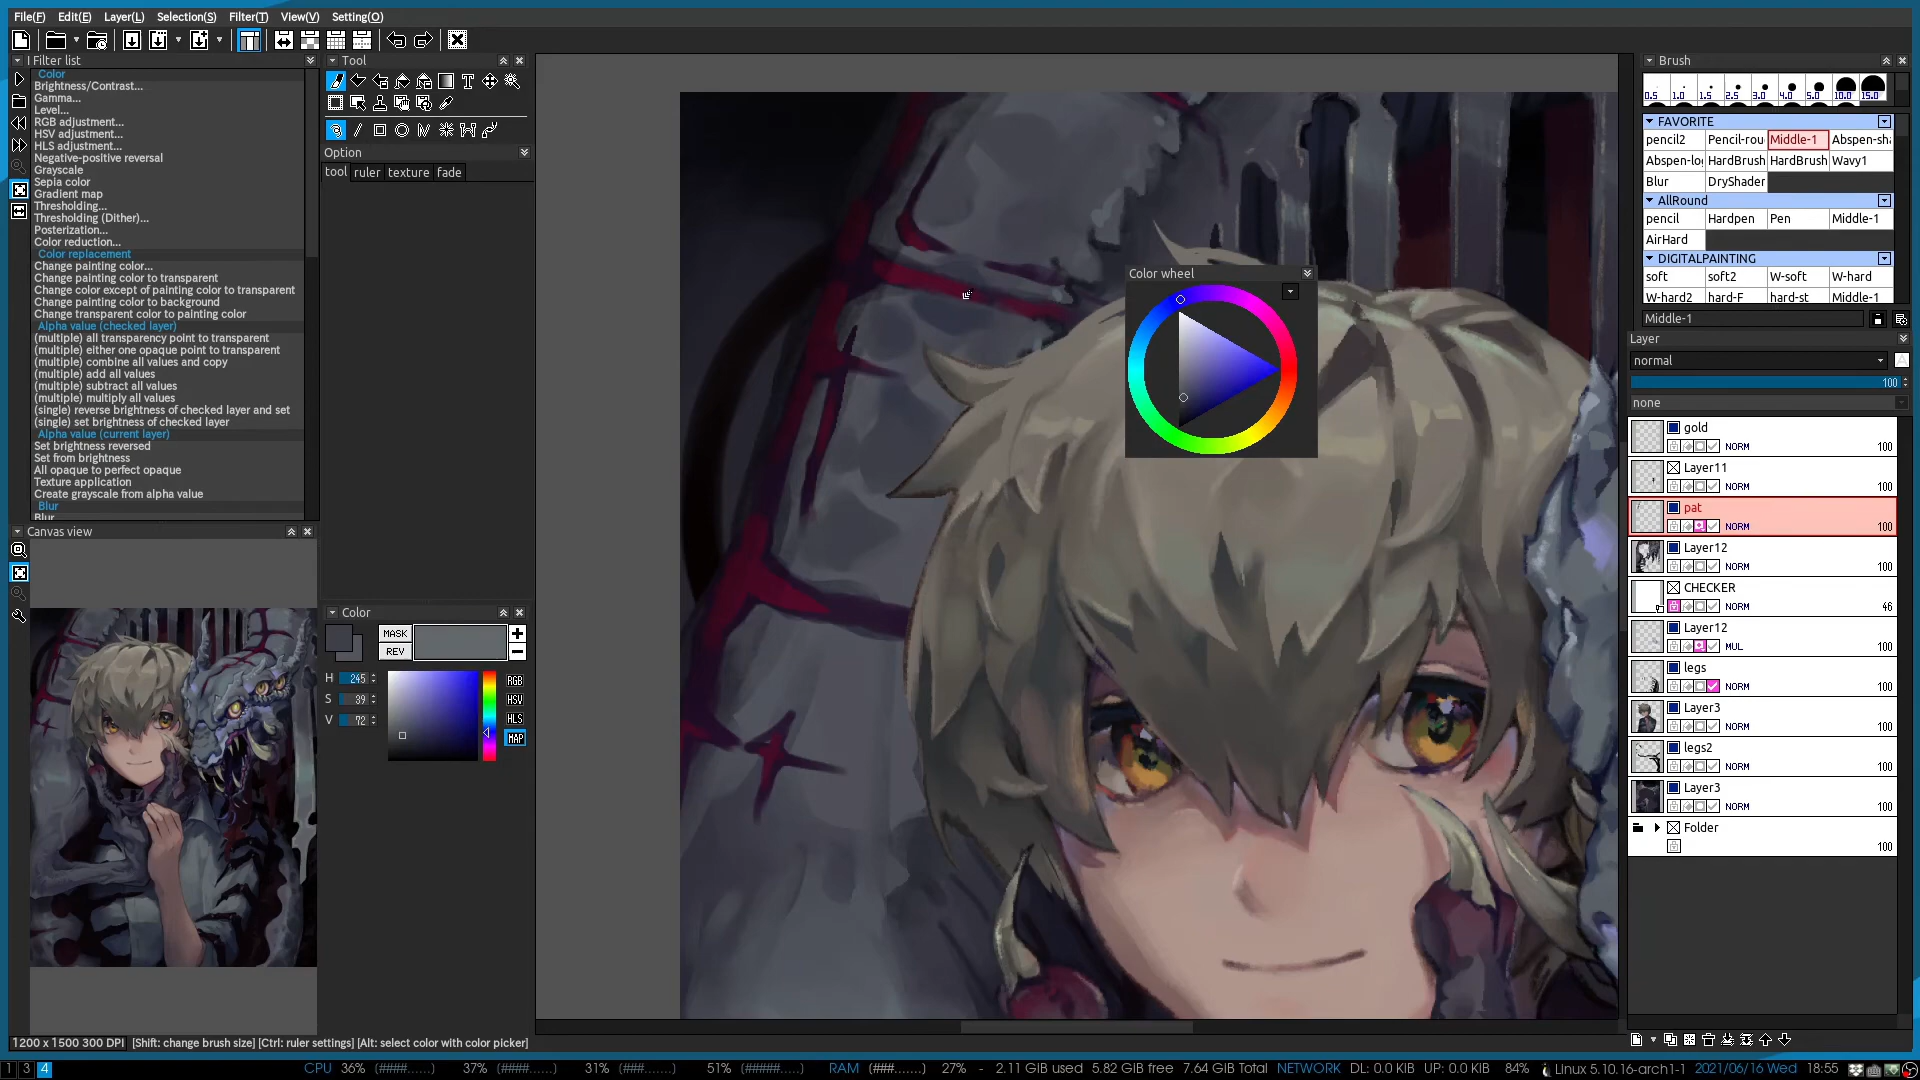 File(F) Edit(E) Layer(L) Selection(S) Filter(T) View(V) Setting(O)
Filter list
Color
Brightness/Contrast...
Gamma...
Level...
RGB adjustment...
HSV adjustment...
HLS adjustment...
Negative-positive reversal
Grayscale
Sepia color
Gradient map
Thresholding...
Thresholding (Dither)...
Posterization...
Color reduction...
Color replacement
Change painting color...
Change painting color to transparent
Change color except of painting color to transparent
Change painting color to background
Change transparent color to painting color
Alpha value (checked layer)
(multiple) all transparency point to transparent
(multiple) either one opaque point to transparent
(multiple) combine all values and copy
(multiple) add all values
(multiple) subtract all values
(multiple) multiply all values
(single) reverse brightness of checked layer and set
(single) set brightness of checked layer
Alpha value (current layer)
Set brightness reversed
Set from brightness
All opaque to perfect opaque
Texture application
Create grayscale from alpha value
Blur
Blur
Canvas view
Tool
Option
tool ruler texture fade
Color
MASK
REV
H 245
S 39
V 72
RGB
HSV
HLS
MAP
Color wheel
Brush
0.5 1.0 1.5 2.5 3.0 4.0 5.0 10.0 15.0
FAVORITE
pencil2 Pencil-rou Middle-1 Abspen-sha
Abspen-lo HardBrush HardBrush Wavy1
Blur DryShader
AllRound
pencil Hardpen Pen Middle-1
AirHard
DIGITALPAINTING
soft soft2 W-soft W-hard
W-hard2 hard-F hard-st Middle-1
Middle-1
Layer
normal
100
none
gold
NORM 100
Layer11
NORM 100
pat
NORM 100
Layer12
NORM 100
CHECKER
NORM 46
Layer12
MUL 100
legs
NORM 100
Layer3
NORM 100
legs2
NORM 100
Layer3
NORM 100
Folder
100
1200 x 1500 300 DPI [Shift: change brush size] [Ctrl: ruler settings] [Alt: select color with color picker]
1 3 4 CPU 36% (####......) 37% (####......) 31% (###.......) 51% (#####.....) RAM (###.......) 27% - 2.11 GIB used 5.82 GIB free 7.64 GIB Total NETWORK DL: 0.0 KIB UP: 0.0 KIB 84% Linux 5.10.16-arch1-1 2021/06/16 Wed 18:55